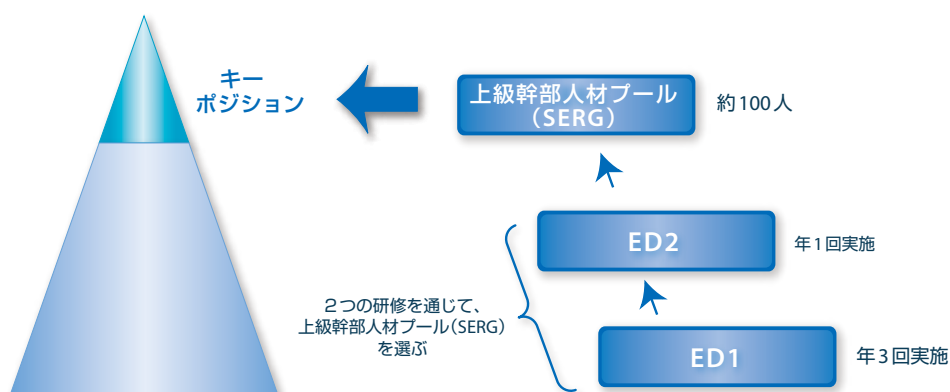 キー
ポジション
上級幹部人材プール
（SERG）
約100人
ED2
年1回実施
２つの研修を通じて、
上級幹部人材プール（SERG）
を選ぶ
ED1
年3回実施